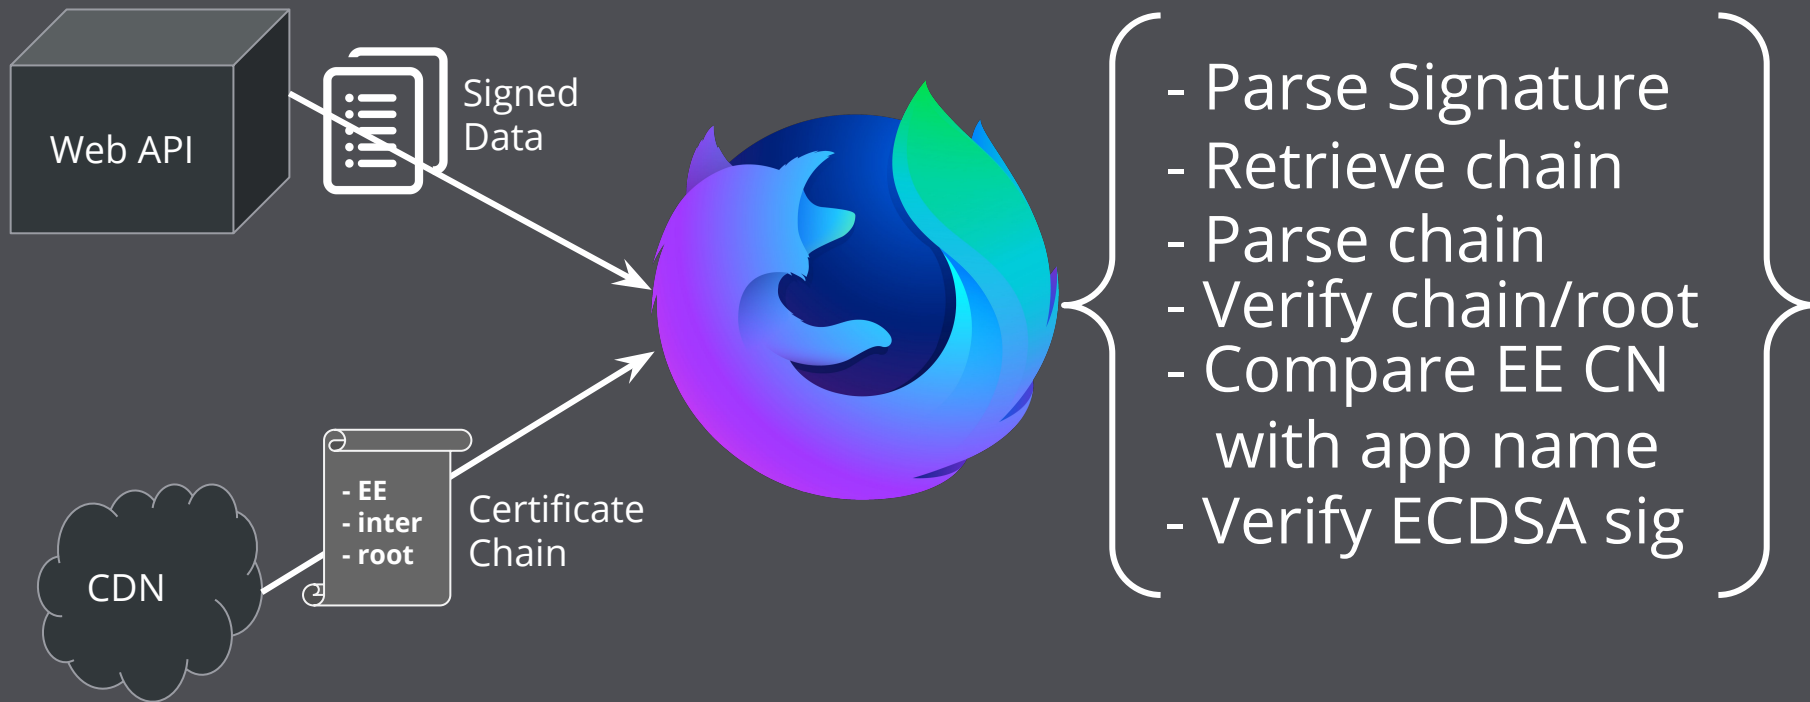 Web API
Signed
Data
CDN
- EE
- inter
- root
Certificate
Chain
- Parse Signature
- Retrieve chain
- Parse chain
- Verify chain/root
- Compare EE CN
with app name
- Verify ECDSA sig